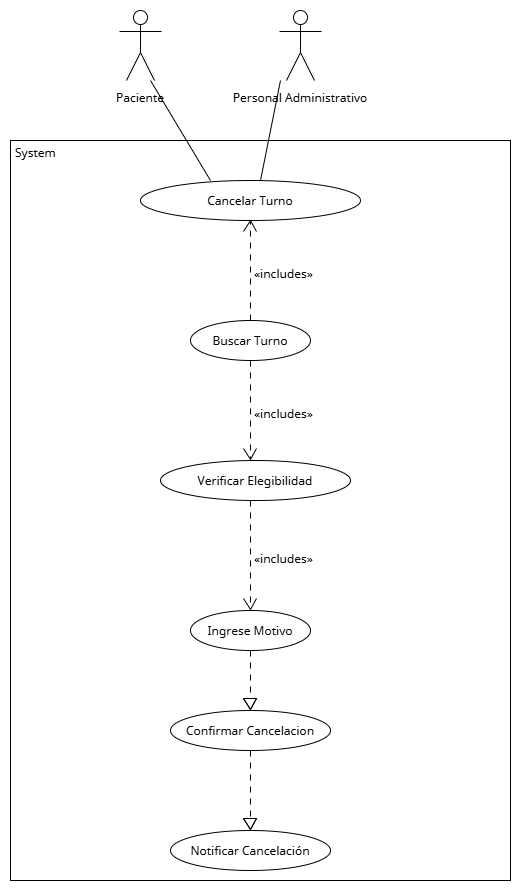 Paciente
Personal Administrativo
System
Cancelar Turno
«includes»
Buscar Turno
«includes»
Verificar Elegibilidad
«includes»
Ingrese Motivo
Confirmar Cancelacion
Notificar Cancelación